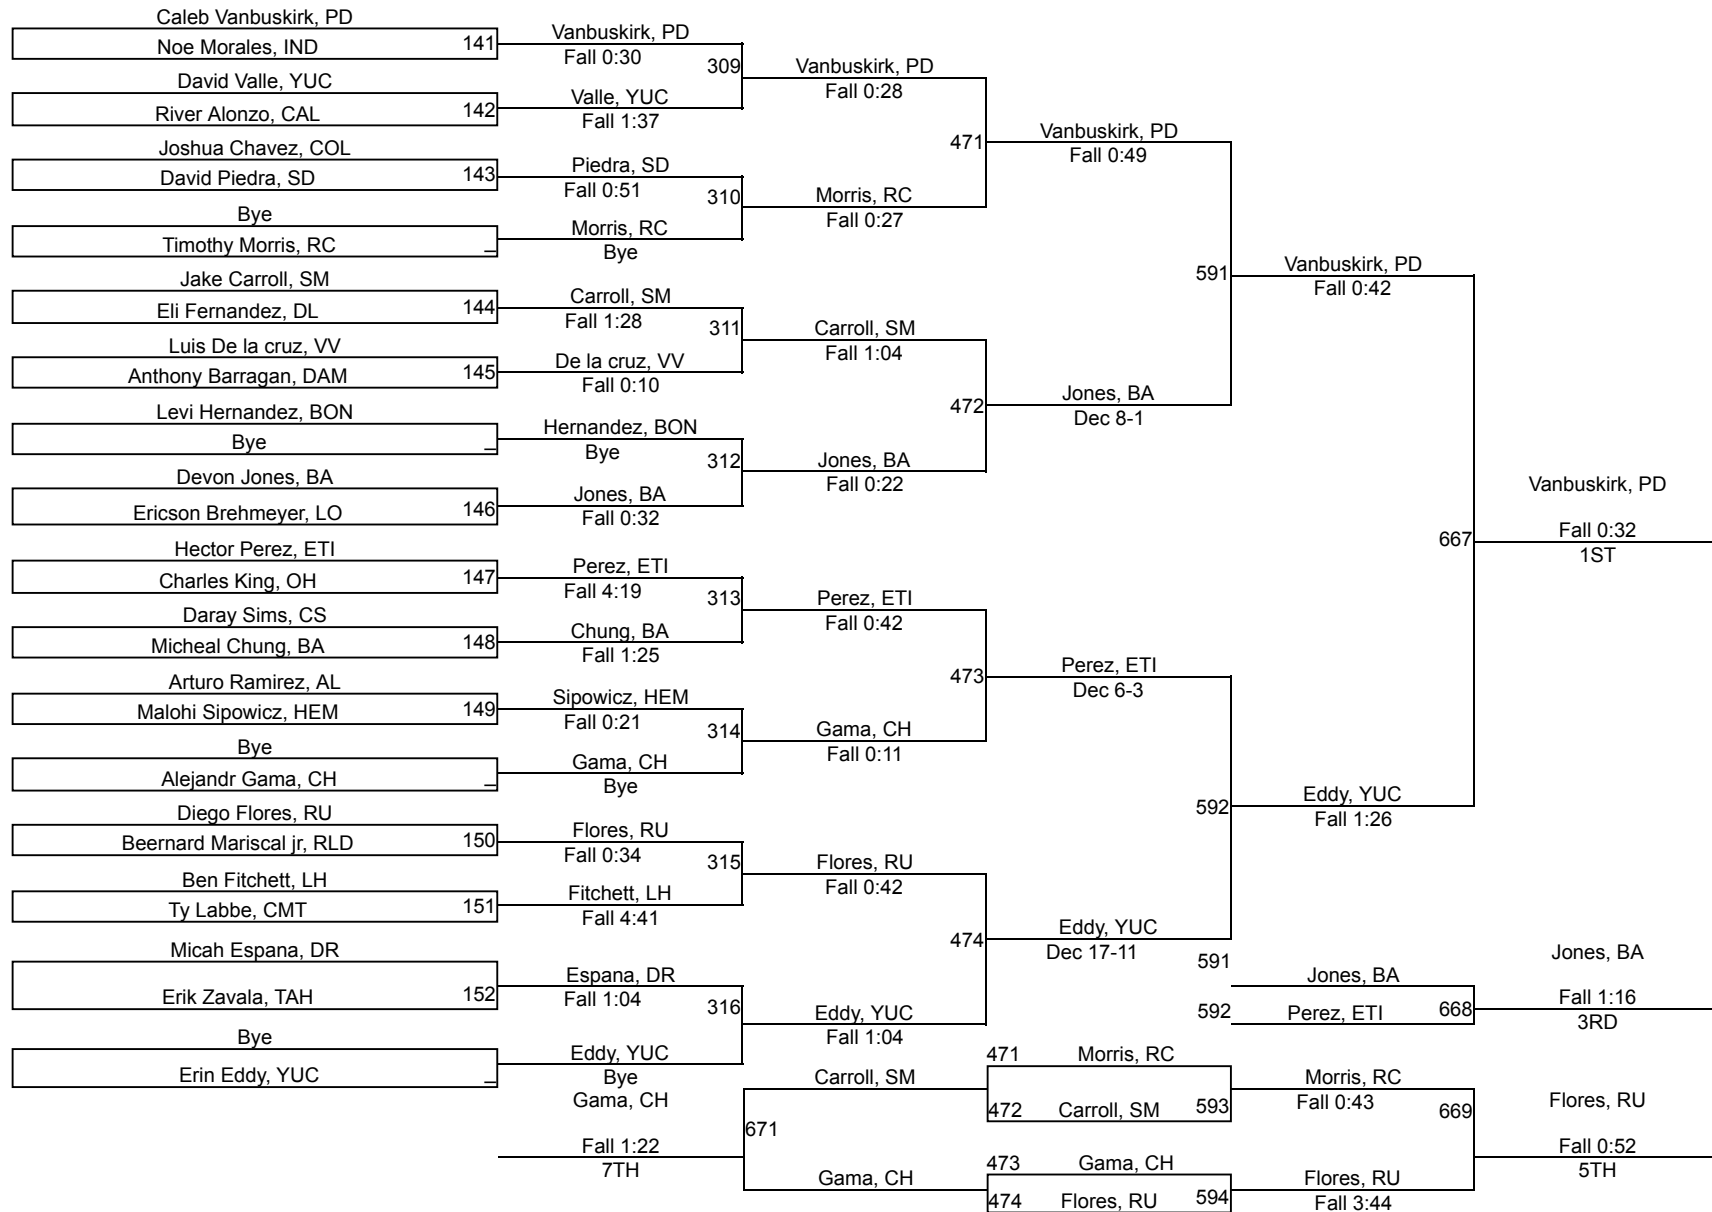 Caleb Vanbuskirk, PD
Noe Morales, IND
141
David Valle, YUC
River Alonzo, CAL
142
Joshua Chavez, COL
David Piedra, SD
143
Bye
Timothy Morris, RC
_
Jake Carroll, SM
Eli Fernandez, DL
144
Luis De la cruz, VV
Anthony Barragan, DAM
145
Levi Hernandez, BON
Bye
_
Devon Jones, BA
Ericson Brehmeyer, LO
146
Hector Perez, ETI
Charles King, OH
147
Daray Sims, CS
Micheal Chung, BA
148
Arturo Ramirez, AL
Malohi Sipowicz, HEM
149
Bye
Alejandr Gama, CH
_
Diego Flores, RU
Beernard Mariscal jr, RLD
150
Ben Fitchett, LH
Ty Labbe, CMT
151
Micah Espana, DR
Erik Zavala, TAH
152
Bye
Erin Eddy, YUC
_
Vanbuskirk, PD
Fall 0:30
309
Valle, YUC
Fall 1:37
Piedra, SD
Fall 0:51
310
Morris, RC
Bye
Carroll, SM
Fall 1:28
311
De la cruz, VV
Fall 0:10
Hernandez, BON
Bye
312
Jones, BA
Fall 0:32
Perez, ETI
Fall 4:19
313
Chung, BA
Fall 1:25
Sipowicz, HEM
Fall 0:21
314
Gama, CH
Bye
Flores, RU
Fall 0:34
315
Fitchett, LH
Fall 4:41
Espana, DR
Fall 1:04
316
Eddy, YUC
Bye
Gama, CH
Fall 1:22
7TH
Vanbuskirk, PD
Fall 0:28
471
Morris, RC
Fall 0:27
Carroll, SM
Fall 1:04
472
Jones, BA
Fall 0:22
Perez, ETI
Fall 0:42
473
Gama, CH
Fall 0:11
Flores, RU
Fall 0:42
474
Eddy, YUC
Fall 1:04
Carroll, SM
671
Gama, CH
Vanbuskirk, PD
Fall 0:49
591
Jones, BA
Dec 8-1
Perez, ETI
Dec 6-3
592
Eddy, YUC
Dec 17-11
471
Morris, RC
472
Carroll, SM
593
473
Gama, CH
474
Flores, RU
594
Vanbuskirk, PD
Fall 0:42
667
Eddy, YUC
Fall 1:26
591
Jones, BA
592
Perez, ETI
668
Morris, RC
Fall 0:43
669
Flores, RU
Fall 3:44
Vanbuskirk, PD
Fall 0:32
1ST
Jones, BA
Fall 1:16
3RD
Flores, RU
Fall 0:52
5TH